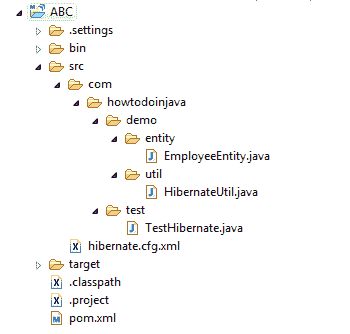 ABC
.settings
bin
src
com
howtodoinjava
demo
entity
EmployeeEntity.java
util
HibernateUtil.java
test
TestHibernate.java
hibernate.cfg.xml
target
.classpath
.project
pom.xml